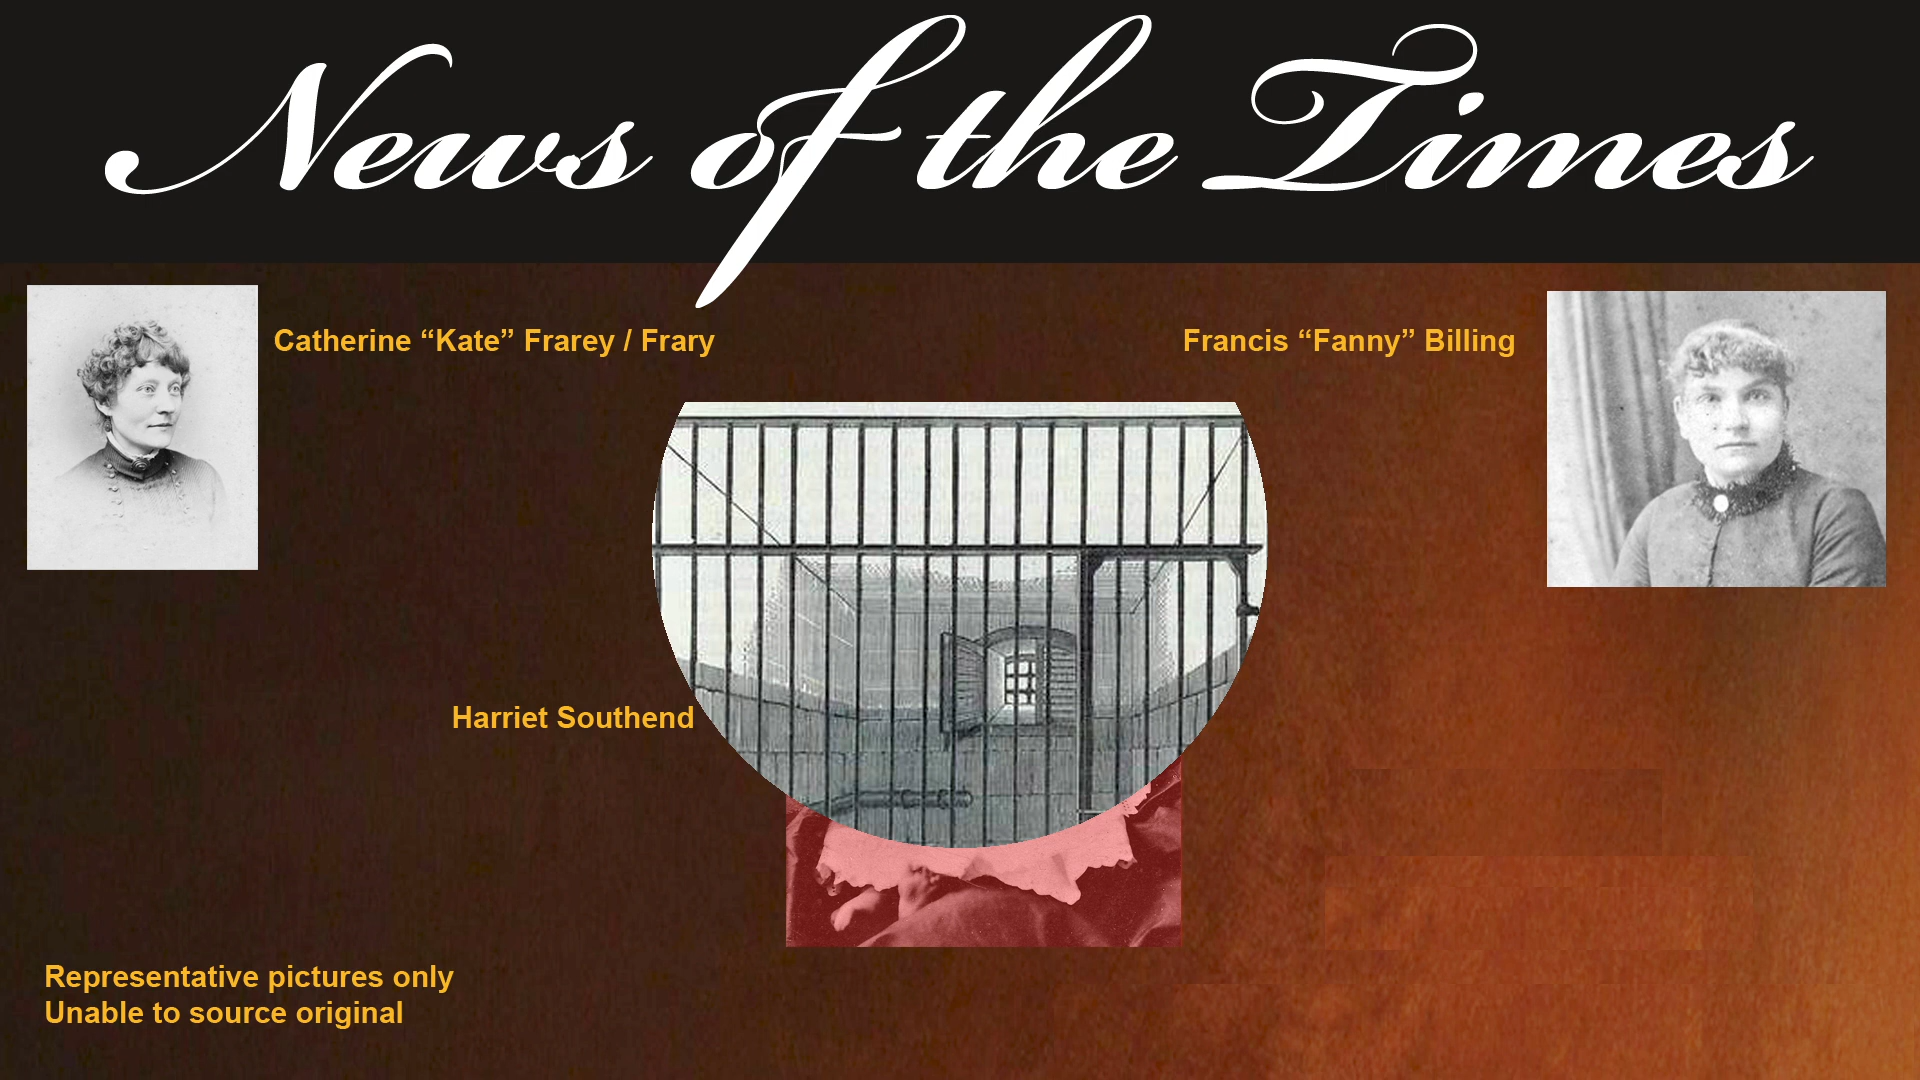 News of the Times
Catherine “Kate” Frarey / Frary
Francis “Fanny” Billing
Harriet Southend
Representative pictures only
Unable to source original